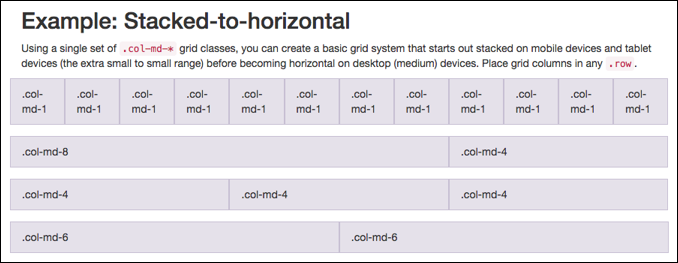 Example: Stacked-to-horizontal
Using a single set of .col-md-* grid classes, you can create a basic grid system that starts out stacked on mobile devices and tablet
devices (the extra small to small range) before becoming horizontal on desktop (medium) devices. Place grid columns in any .row.
.col- .col- .col- .col- .col- .col- .col- .col- .col- .col- .col- .col-
md-1 md-1 md-1 md-1 md-1 md-1 md-1 md-1 md-1 md-1 md-1 md-1
.col-md-8 .col-md-4
.col-md-4 .col-md-4 .col-md-4
.col-md-6 .col-md-6